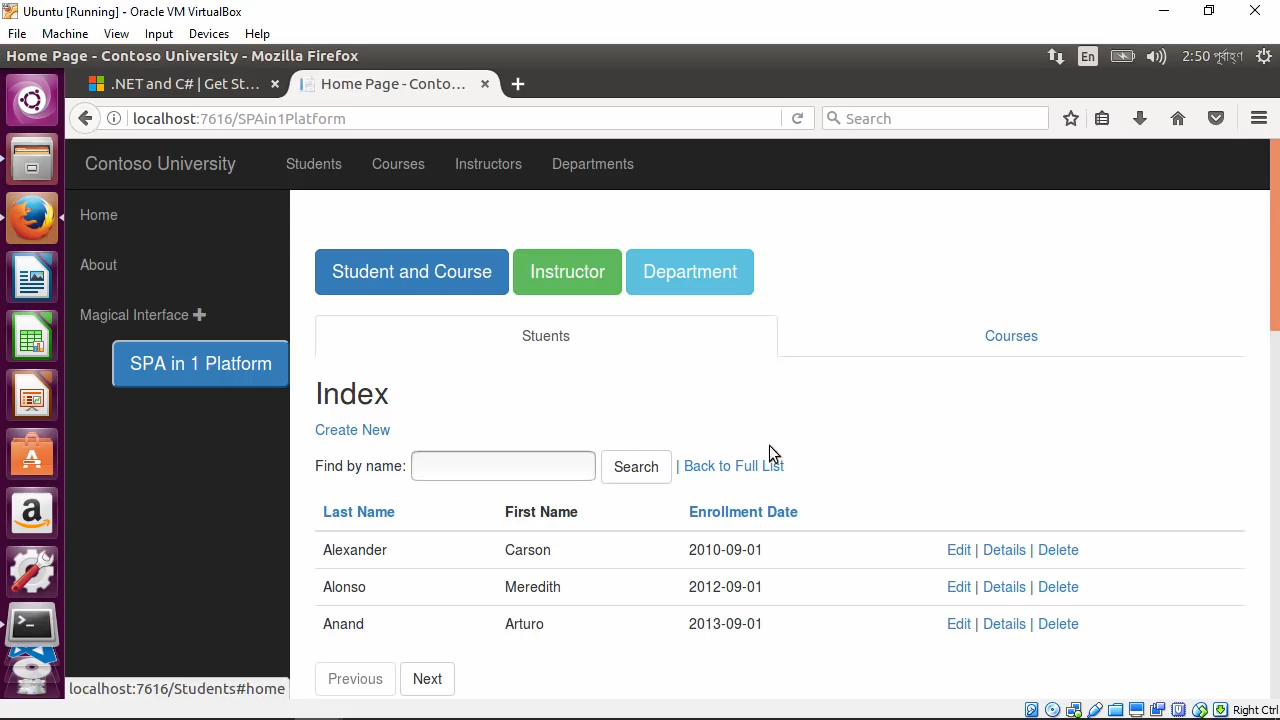 Ubuntu [Running] - Oracle VM VirtualBox
File Machine View Input Devices Help
Home Page - Contoso University - Mozilla Firefox En 2:50 পূর্বাহ্ণ
.NET and C# | Get St... × Home Page - Conto... ×
localhost:7616/SPAin1Platform Search
Contoso University Students Courses Instructors Departments
Home
About
Magical Interface
SPA in 1 Platform
Student and Course Instructor Department
Stuents Courses
Index
Create New
Find by name: Search | Back to Full List
Last Name First Name Enrollment Date
Alexander Carson 2010-09-01 Edit | Details | Delete
Alonso Meredith 2012-09-01 Edit | Details | Delete
Anand Arturo 2013-09-01 Edit | Details | Delete
Previous Next
localhost:7616/Students#home
Right Ctrl